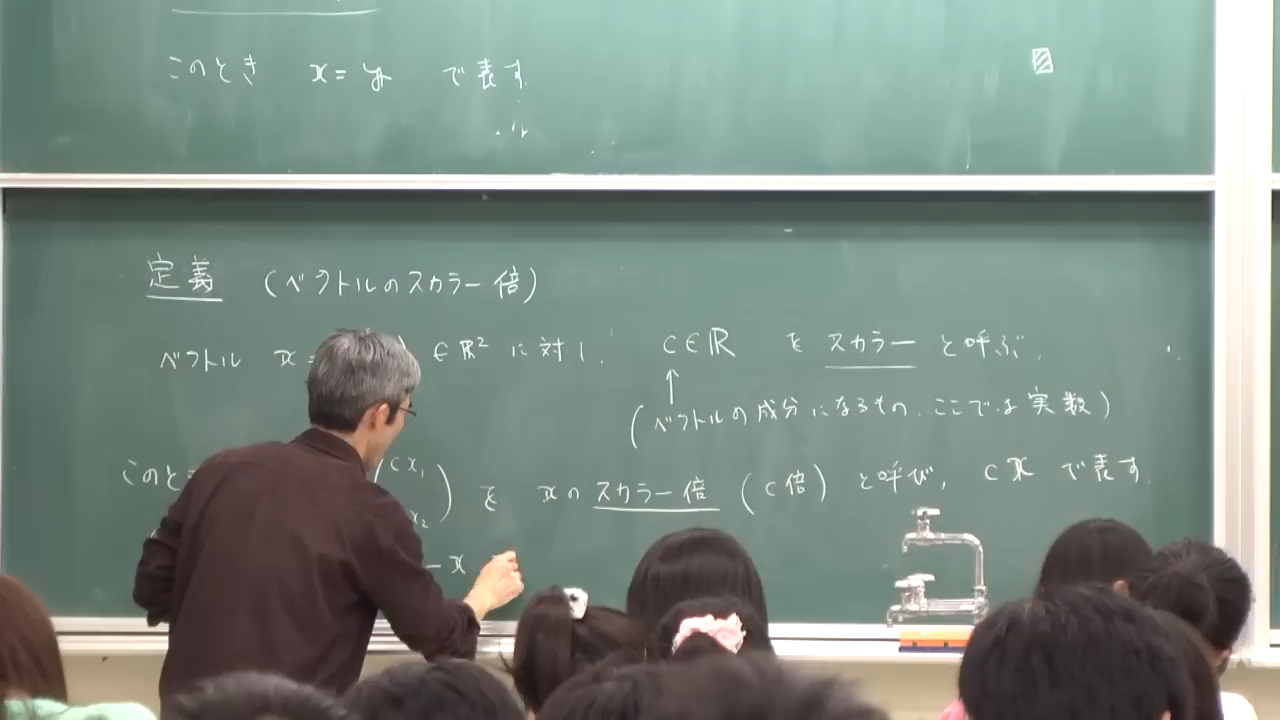 このとき x = y で表す.
定義 (ベクトルのスカラー倍)
ベクトル x = ∈ ℝ² に対し. c ∈ ℝ を スカラー と呼ぶ.
↑
(ベクトルの成分になるもの. ここでは実数)
このと (cx₁ x₂) を xの スカラー倍 (c倍) と呼び, cx で表す.
-x